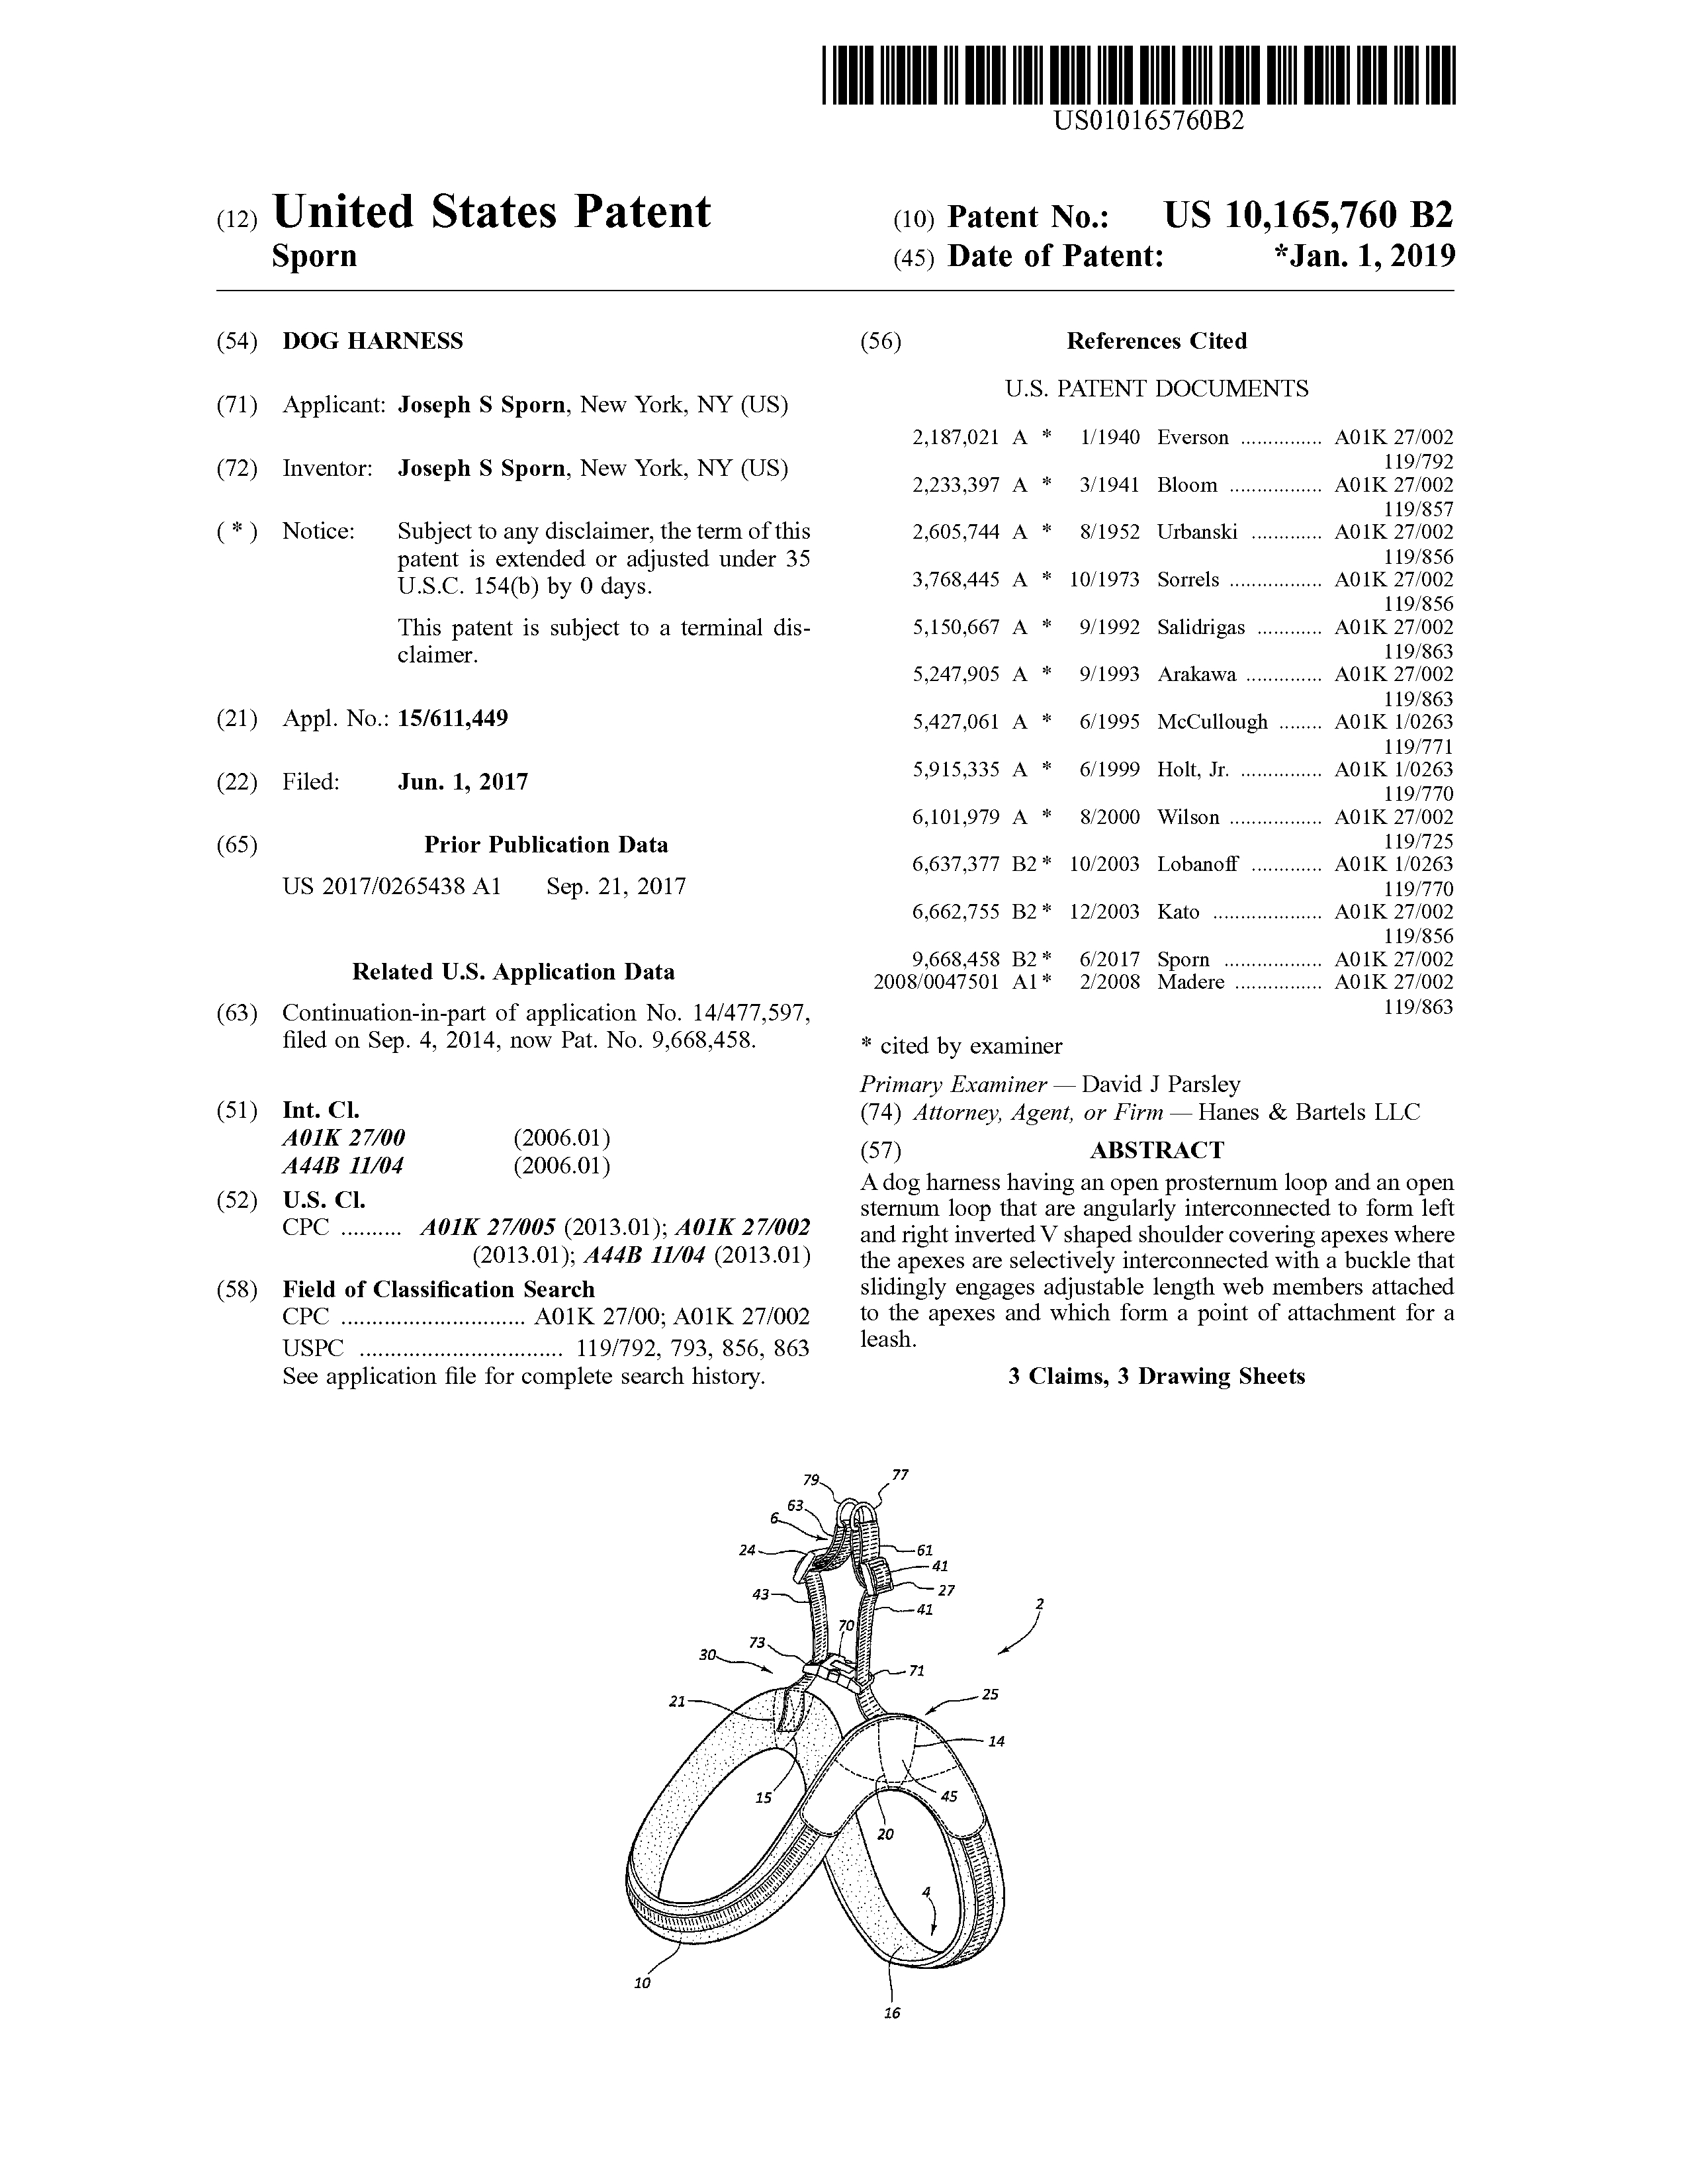 US010165760B2
(12) United States Patent
Sporn
(10) Patent No.: US 10,165,760 B2
(45) Date of Patent: *Jan. 1, 2019
(54) DOG HARNESS
(71) Applicant: Joseph S Sporn, New York, NY (US)
(72) Inventor: Joseph S Sporn, New York, NY (US)
( * ) Notice: Subject to any disclaimer, the term of this
patent is extended or adjusted under 35
U.S.C. 154(b) by 0 days.
This patent is subject to a terminal dis-
claimer.
(21) Appl. No.: 15/611,449
(22) Filed: Jun. 1, 2017
(65) Prior Publication Data
US 2017/0265438 A1 Sep. 21, 2017
Related U.S. Application Data
(63) Continuation-in-part of application No. 14/477,597,
filed on Sep. 4, 2014, now Pat. No. 9,668,458.
(51) Int. Cl.
A01K 27/00 (2006.01)
A44B 11/04 (2006.01)
(52) U.S. Cl.
CPC .......... A01K 27/005 (2013.01); A01K 27/002
(2013.01); A44B 11/04 (2013.01)
(58) Field of Classification Search
CPC ............................ A01K 27/00; A01K 27/002
USPC ............................... 119/792, 793, 856, 863
See application file for complete search history.
(56) References Cited
U.S. PATENT DOCUMENTS
2,187,021 A * 1/1940 Everson ............... A01K 27/002
119/792
2,233,397 A * 3/1941 Bloom ................. A01K 27/002
119/857
2,605,744 A * 8/1952 Urbanski ............. A01K 27/002
119/856
3,768,445 A * 10/1973 Sorrels ................. A01K 27/002
119/856
5,150,667 A * 9/1992 Salidrigas ............ A01K 27/002
119/863
5,247,905 A * 9/1993 Arakawa .............. A01K 27/002
119/863
5,427,061 A * 6/1995 McCullough ........ A01K 1/0263
119/771
5,915,335 A * 6/1999 Holt, Jr. ............... A01K 1/0263
119/770
6,101,979 A * 8/2000 Wilson ................. A01K 27/002
119/725
6,637,377 B2 * 10/2003 Lobanoff ............. A01K 1/0263
119/770
6,662,755 B2 * 12/2003 Kato .................... A01K 27/002
119/856
9,668,458 B2 * 6/2017 Sporn .................. A01K 27/002
2008/0047501 A1 * 2/2008 Madere ................ A01K 27/002
119/863
* cited by examiner
Primary Examiner — David J Parsley
(74) Attorney, Agent, or Firm — Hanes & Bartels LLC
(57) ABSTRACT
A dog harness having an open prosternum loop and an open
sternum loop that are angularly interconnected to form left
and right inverted V shaped shoulder covering apexes where
the apexes are selectively interconnected with a buckle that
slidingly engages adjustable length web members attached
to the apexes and which form a point of attachment for a
leash.
3 Claims, 3 Drawing Sheets
79 77
63
6
24 61
41
43 27
41
2
70
73
30 71
21 25
14
15 45
20
4
10
16